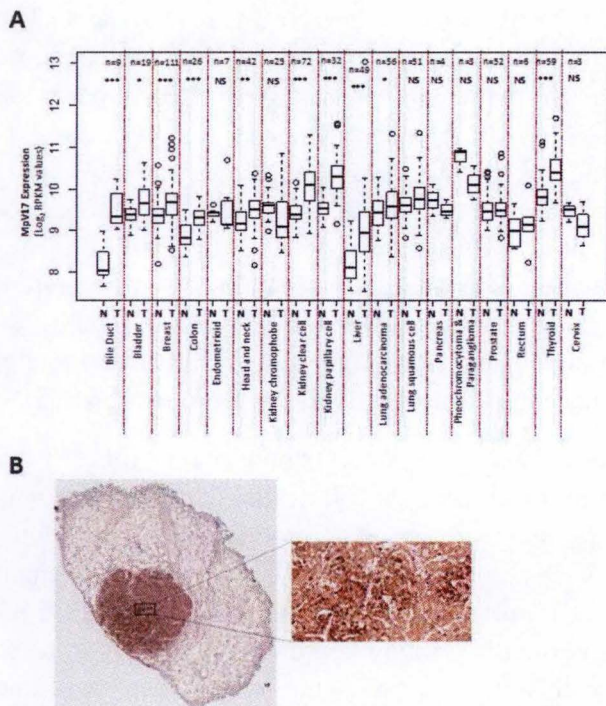 A
n=9 n=19 n=111 n=26 n=7 n=42 n=25 n=72 n=32 n=49 n=56 n=51 n=4 n=3 n=52 n=6 n=59 n=3
*** * *** *** NS ** NS *** *** *** * NS NS NS NS NS *** NS
MpV17 Expression
(Log2 RPKM values)
13
12
11
10
9
8
N T N T N T N T N T N T N T N T N T N T N T N T N T N T N T N T N T N T
Bile Duct
Bladder
Breast
Colon
Endometrioid
Head and neck
Kidney chromophobe
Kidney clear cell
Kidney papillary cell
Liver
Lung adenocarcinoma
Lung squamous cell
Pancreas
Pheochromocytoma &
Paraganglioma
Prostate
Rectum
Thyroid
Cervix
B